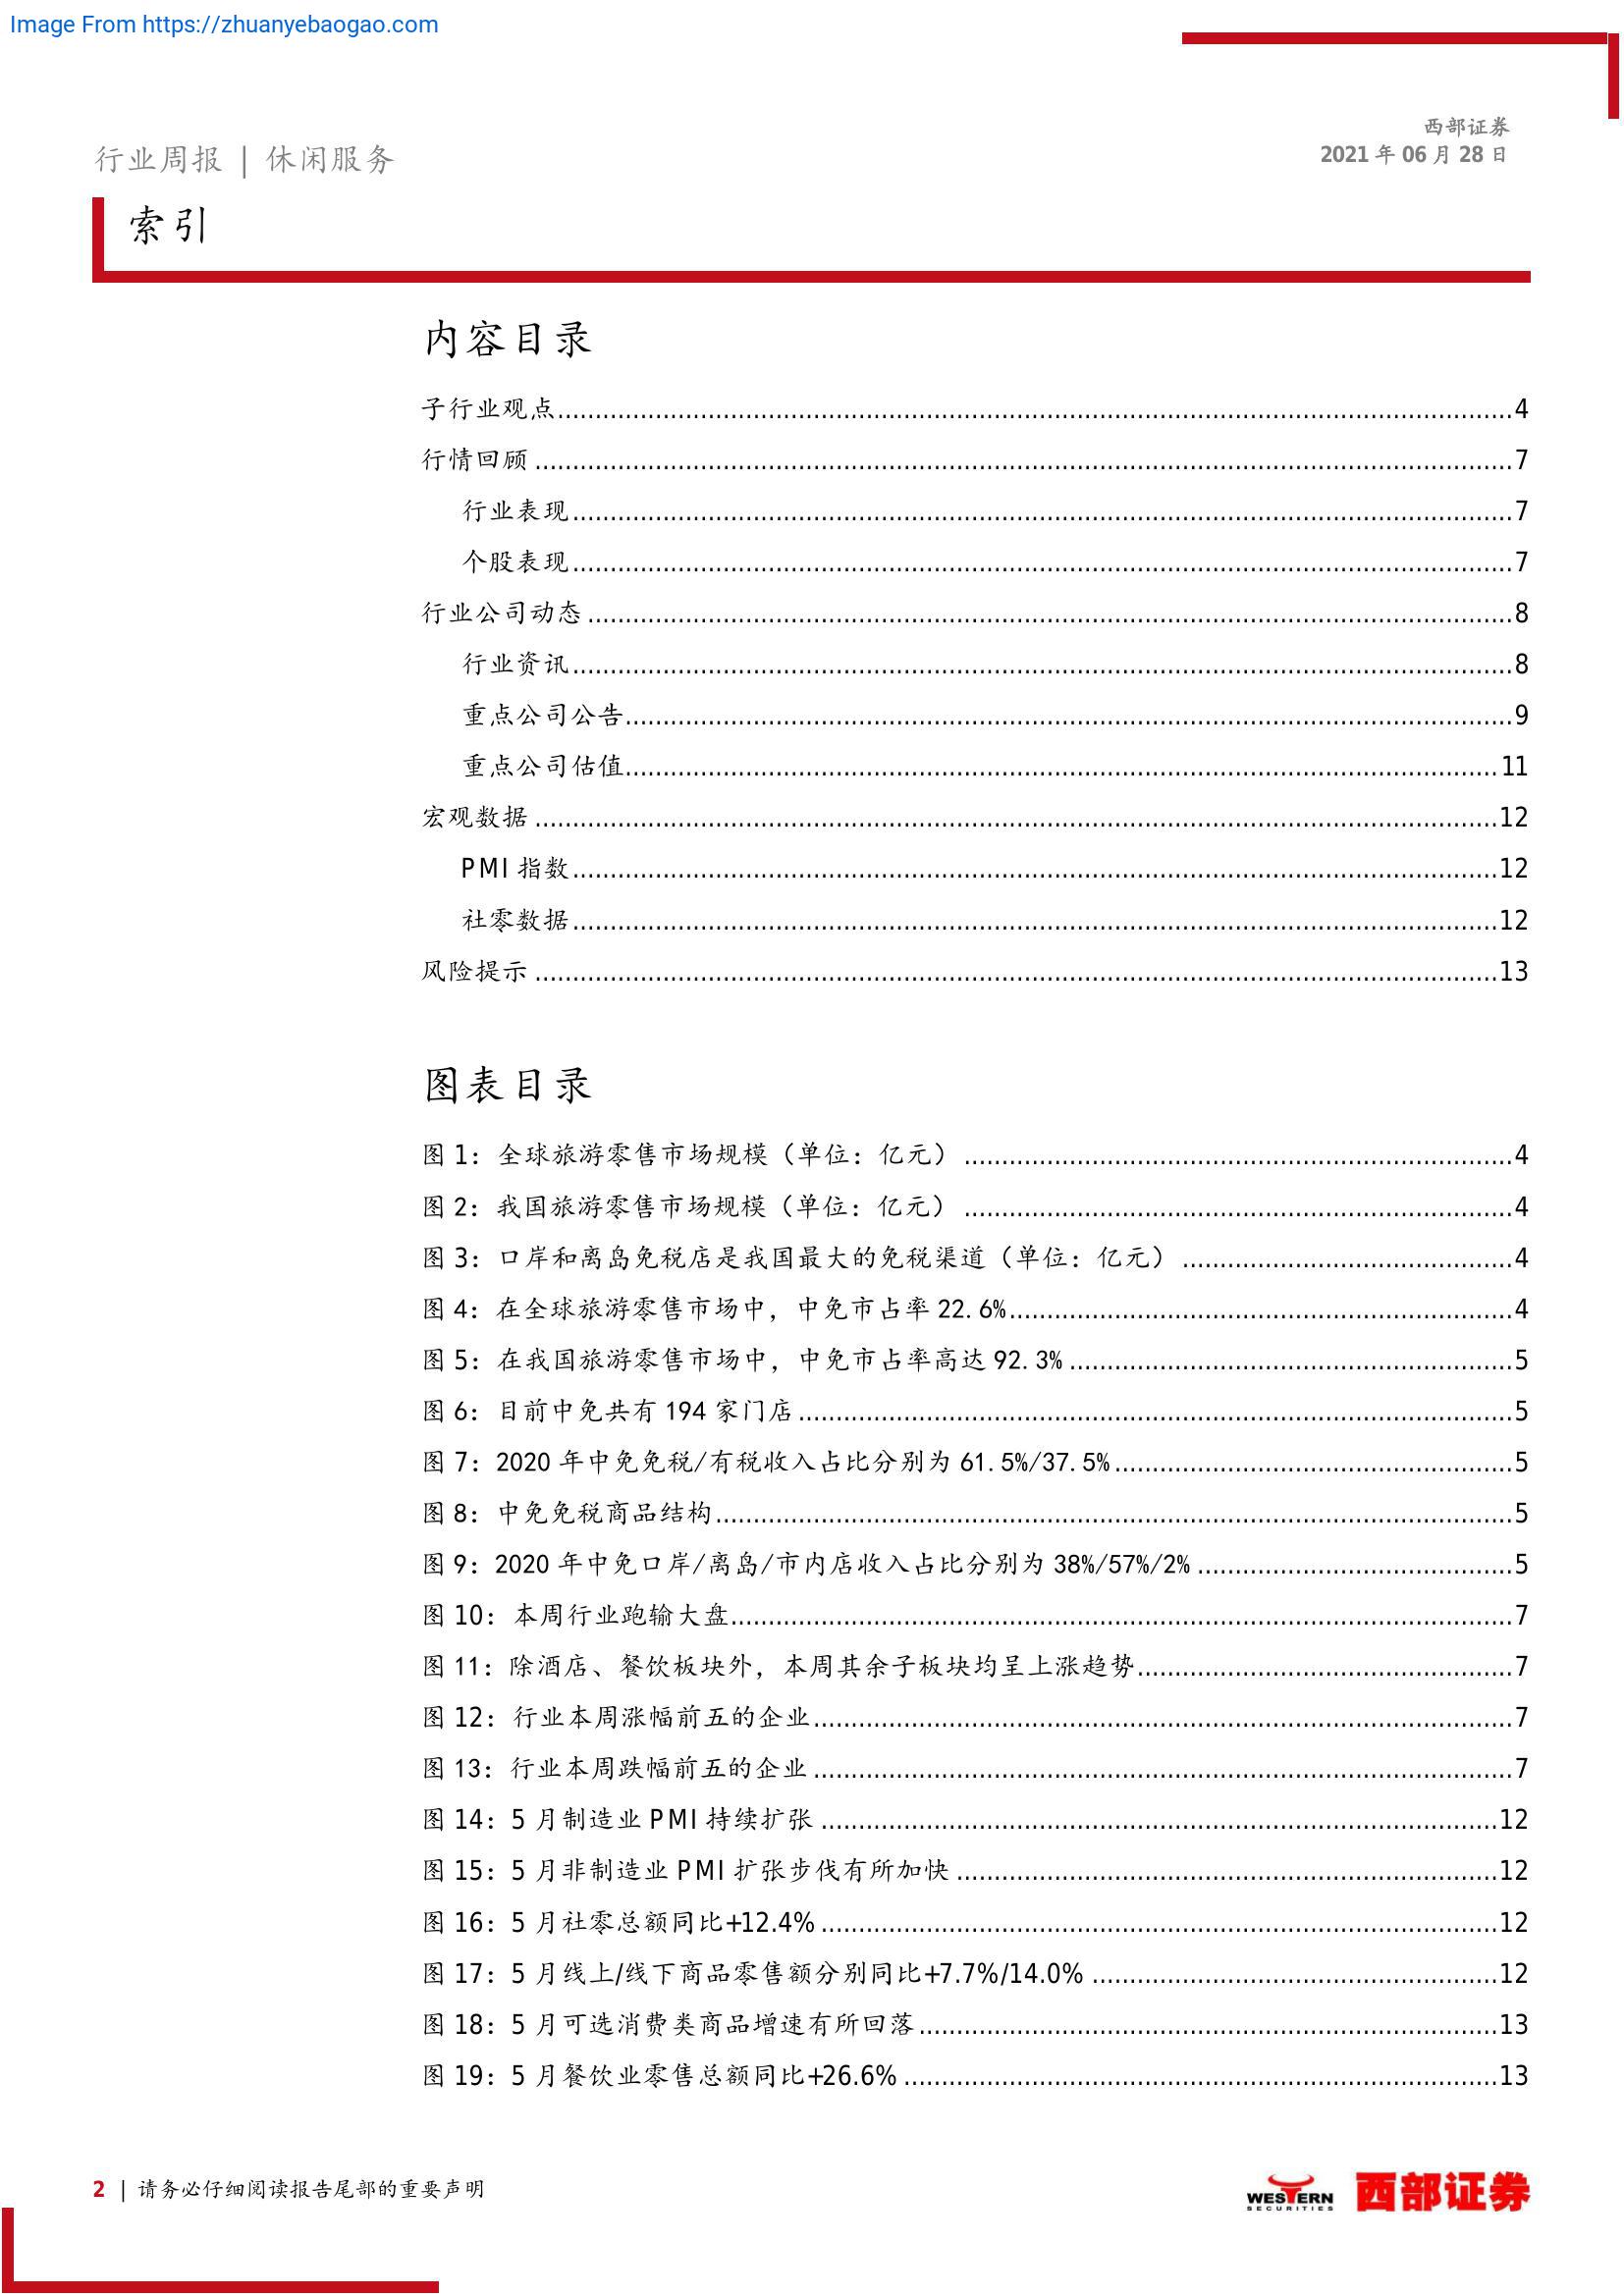 Image From https://zhuanyebaogao.com
西部证券
2021 年 06 月 28 日
行业周报 | 休闲服务
索引
内容目录
子行业观点........4
行情回顾........7
行业表现........7
个股表现........7
行业公司动态........8
行业资讯........8
重点公司公告........9
重点公司估值........11
宏观数据........12
PMI 指数........12
社零数据........12
风险提示........13
图表目录
图 1：全球旅游零售市场规模（单位：亿元）........4
图 2：我国旅游零售市场规模（单位：亿元）........4
图 3：口岸和离岛免税店是我国最大的免税渠道（单位：亿元）........4
图 4：在全球旅游零售市场中，中免市占率 22.6%........4
图 5：在我国旅游零售市场中，中免市占率高达 92.3%........5
图 6：目前中免共有 194 家门店........5
图 7：2020 年中免免税/有税收入占比分别为 61.5%/37.5%........5
图 8：中免免税商品结构........5
图 9：2020 年中免口岸/离岛/市内店收入占比分别为 38%/57%/2%........5
图 10：本周行业跑输大盘........7
图 11：除酒店、餐饮板块外，本周其余子板块均呈上涨趋势........7
图 12：行业本周涨幅前五的企业........7
图 13：行业本周跌幅前五的企业........7
图 14：5 月制造业 PMI 持续扩张........12
图 15：5 月非制造业 PMI 扩张步伐有所加快........12
图 16：5 月社零总额同比+12.4%........12
图 17：5 月线上/线下商品零售额分别同比+7.7%/14.0%........12
图 18：5 月可选消费类商品增速有所回落........13
图 19：5 月餐饮业零售总额同比+26.6%........13
2 | 请务必仔细阅读报告尾部的重要声明
WESTERN
SECURITIES
西部证券